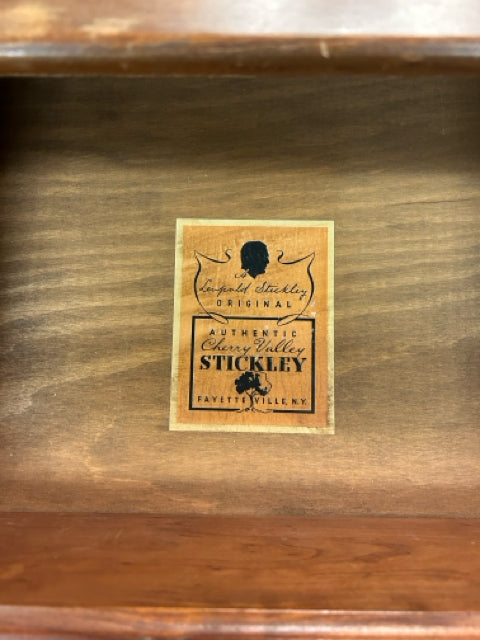 a
Leopold Stickley
ORIGINAL
AUTHENTIC
Cherry Valley
STICKLEY
FAYETTEVILLE, N.Y.